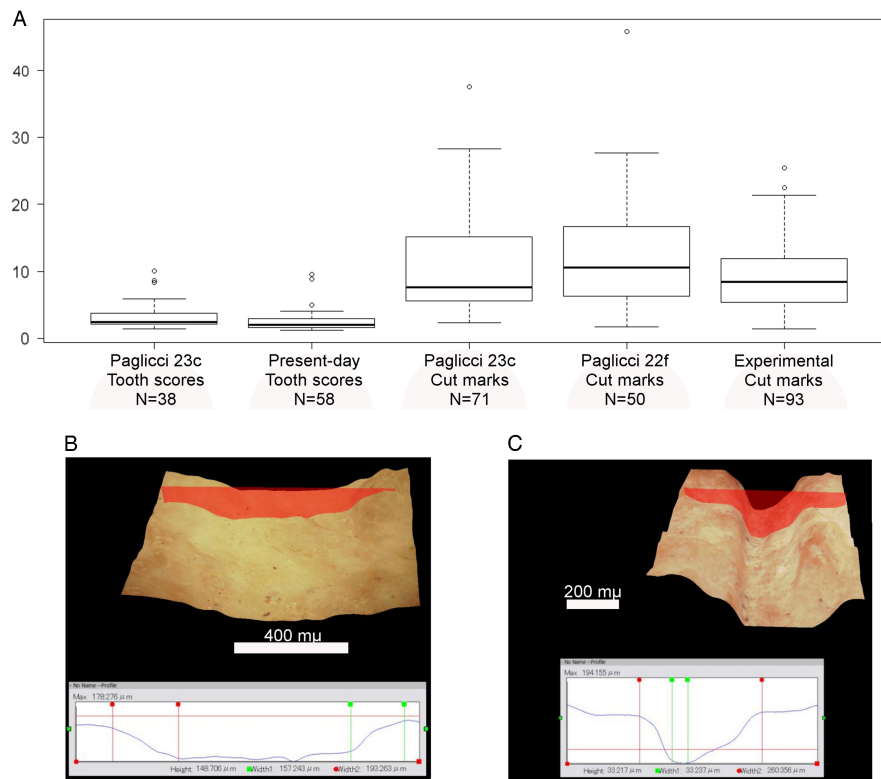 A
40
30
20
10
0
Paglicci 23c
Tooth scores
N=38
Present-day
Tooth scores
N=58
Paglicci 23c
Cut marks
N=71
Paglicci 22f
Cut marks
N=50
Experimental
Cut marks
N=93
B
400 mµ
- No Name - Profile
Max 178.276 µm
Height 148.706 µm Width1: 157.243 µm Width2: 193.263 µm
C
200 mµ
- No Name - Profile
Max 194.155 µm
Height 33.217 µm Width1: 33.237 µm Width2: 260.356 µm